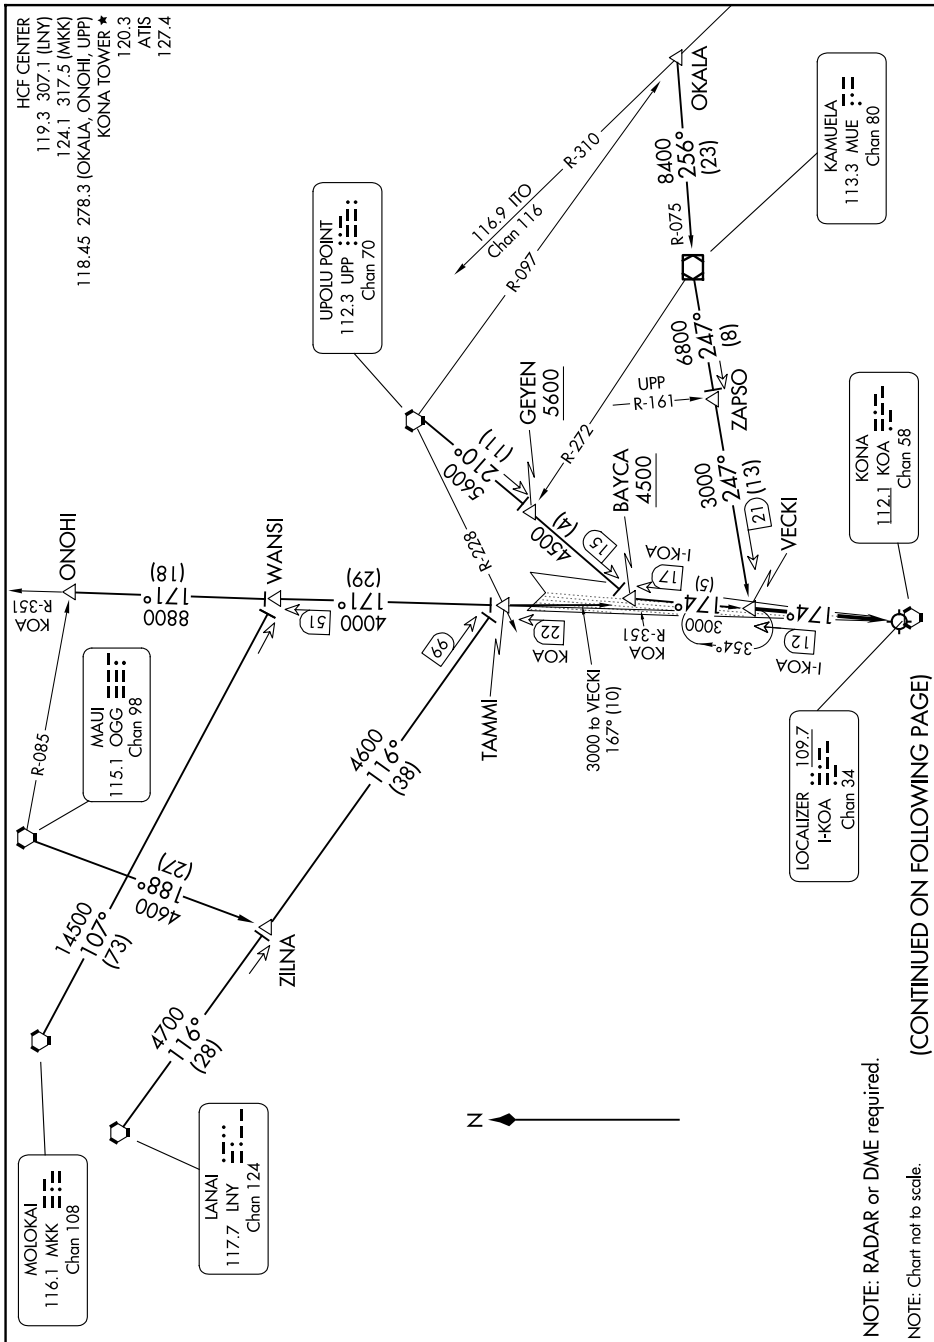 HCF CENTER
119.3 307.1 (LNY)
124.1 317.5 (MKK)
118.45 278.3 (OKALA, ONOHI, UPP)
KONA TOWER ★
120.3
ATIS
127.4
MOLOKAI
116.1 MKK
Chan 108
LANAI
117.7 LNY
Chan 124
MAUI
115.1 OGG
Chan 98
UPOLU POINT
112.3 UPP
Chan 70
KAMUELA
113.3 MUE
Chan 80
KONA
112.1 KOA
Chan 58
LOCALIZER 109.7
I-KOA
Chan 34
14500
107°
(73)
4700
116°
(28)
4600
188°
(27)
ZILNA
4600
116°
(38)
66
R-085
KOA
R-351
ONOHI
8800
171°
(18)
WANSI
51
4000
171°
(29)
TAMMI
22
KOA
R-228
5600
210°
(11)
GEYEN
5600
4500
(4)
15
BAYCA
4500
17
I-KOA
KOA
R-351
3000 to VECKI
167° (10)
174°
(5)
3000
354°
VECKI
12
I-KOA
174°
21
3000
247°
(13)
ZAPSO
UPP
R-161
6800
247°
(8)
R-272
R-097
116.9 ITO
Chan 116
R-310
OKALA
8400
256°
(23)
R-075
N
NOTE: RADAR or DME required.
NOTE: Chart not to scale.
(CONTINUED ON FOLLOWING PAGE)